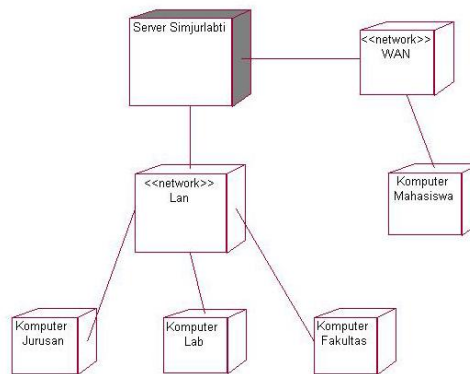 Server Simjurlabti
<<network>>
WAN
<<network>>
Lan
Komputer
Mahasiswa
Komputer
Jurusan
Komputer
Lab
Komputer
Fakultas